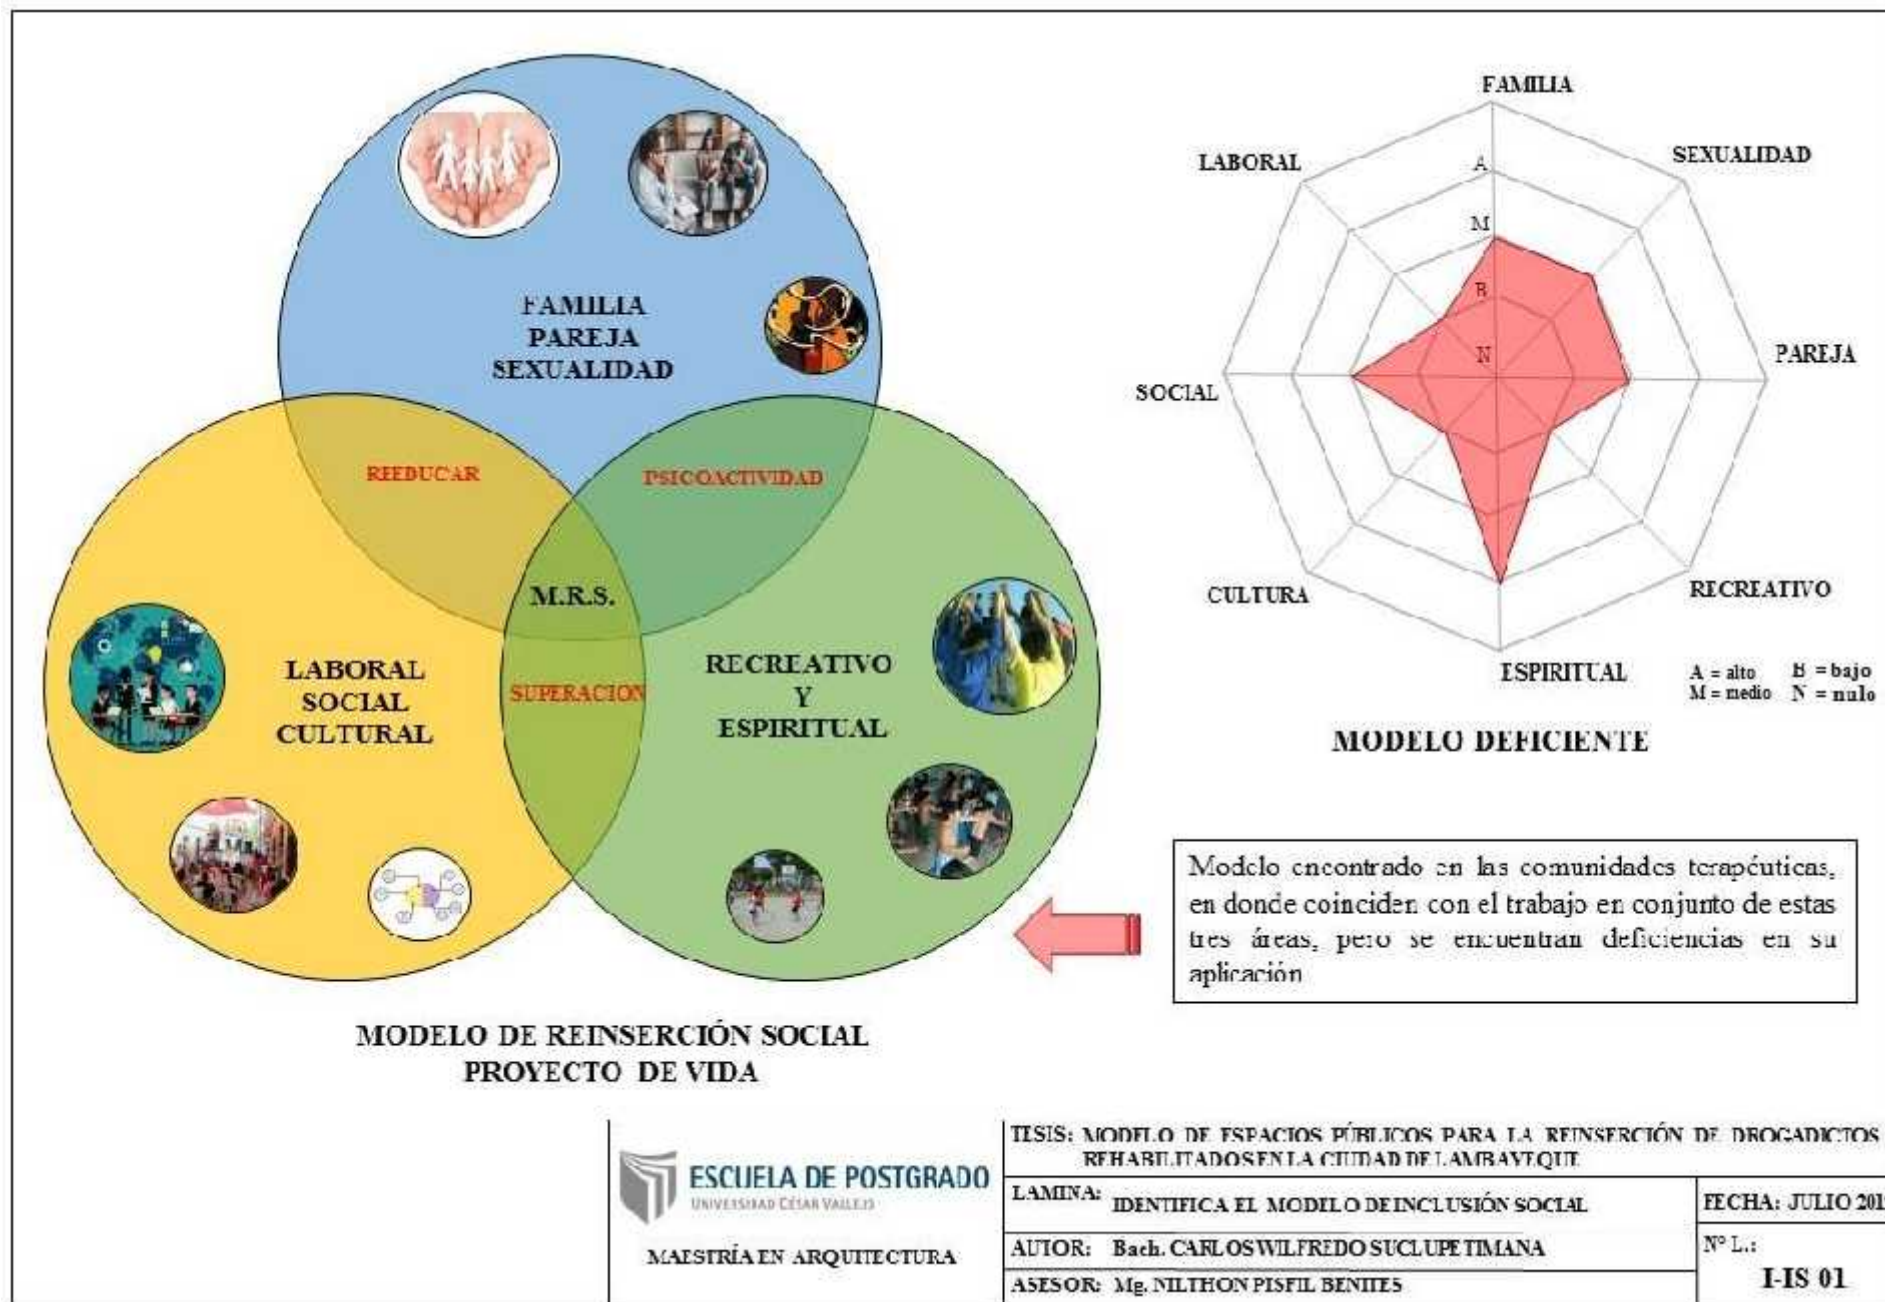 FAMILIA
PAREJA
SEXUALIDAD
REEDUCAR
PSICOACTIVIDAD
M.R.S.
SUPERACION
LABORAL
SOCIAL
CULTURAL
RECREATIVO
Y
ESPIRITUAL
MODELO DE REINSERCIÓN SOCIAL
PROYECTO DE VIDA
FAMILIA
SEXUALIDAD
PAREJA
RECREATIVO
ESPIRITUAL
CULTURA
SOCIAL
LABORAL
A
M
B
N
A = alto B = bajo
M = medio N = nulo
MODELO DEFICIENTE
Modelo encontrado en las comunidades terapéuticas,
en donde coinciden con el trabajo en conjunto de estas
tres áreas, pero se encuentran deficiencias en su
aplicación
ESCUELA DE POSTGRADO
UNIVERSIDAD CÉSAR VALLEJO
MAESTRÍA EN ARQUITECTURA
TESIS: MODELO DE ESPACIOS PÚBLICOS PARA LA REINSERCIÓN DE DROGADICTOS
REHABILITADOS EN LA CIUDAD DE LAMBAYEQUE
LAMINA: IDENTIFICA EL MODELO DE INCLUSIÓN SOCIAL
FECHA: JULIO
AUTOR: Bach. CARLOS WILFREDO SUCLUPE TIMANA
ASESOR: Mg. NILTHON PISFIL BENITES
N° L.:
I-IS 01